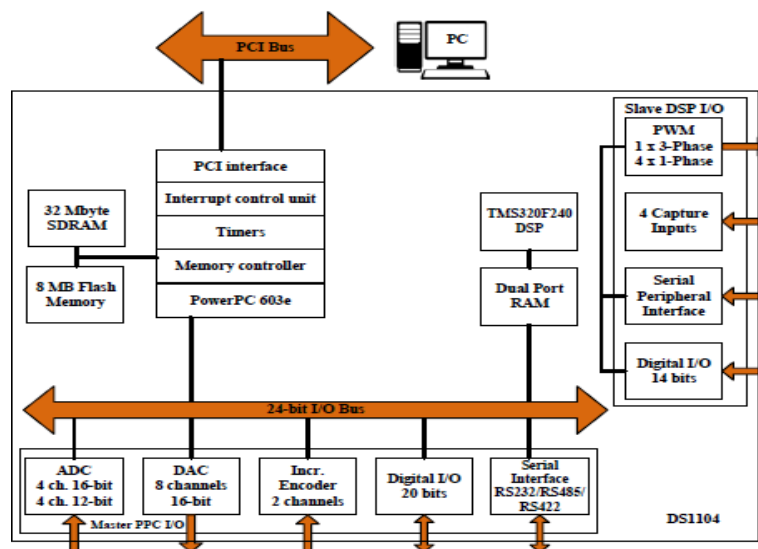 PCI Bus
PC
Slave DSP I/O
PWM
1 x 3-Phase
4 x 1-Phase
PCI interface
Interrupt control unit
Timers
Memory controller
PowerPC 603e
32 Mbyte
SDRAM
8 MB Flash
Memory
TMS320F240
DSP
Dual Port
RAM
4 Capture
Inputs
Serial
Peripheral
Interface
Digital I/O
14 bits
24-bit I/O Bus
ADC
4 ch. 16-bit
4 ch. 12-bit
DAC
8 channels
16-bit
Incr.
Encoder
2 channels
Digital I/O
20 bits
Serial
Interface
RS232/RS485/
RS422
Master PPC I/O
DS1104